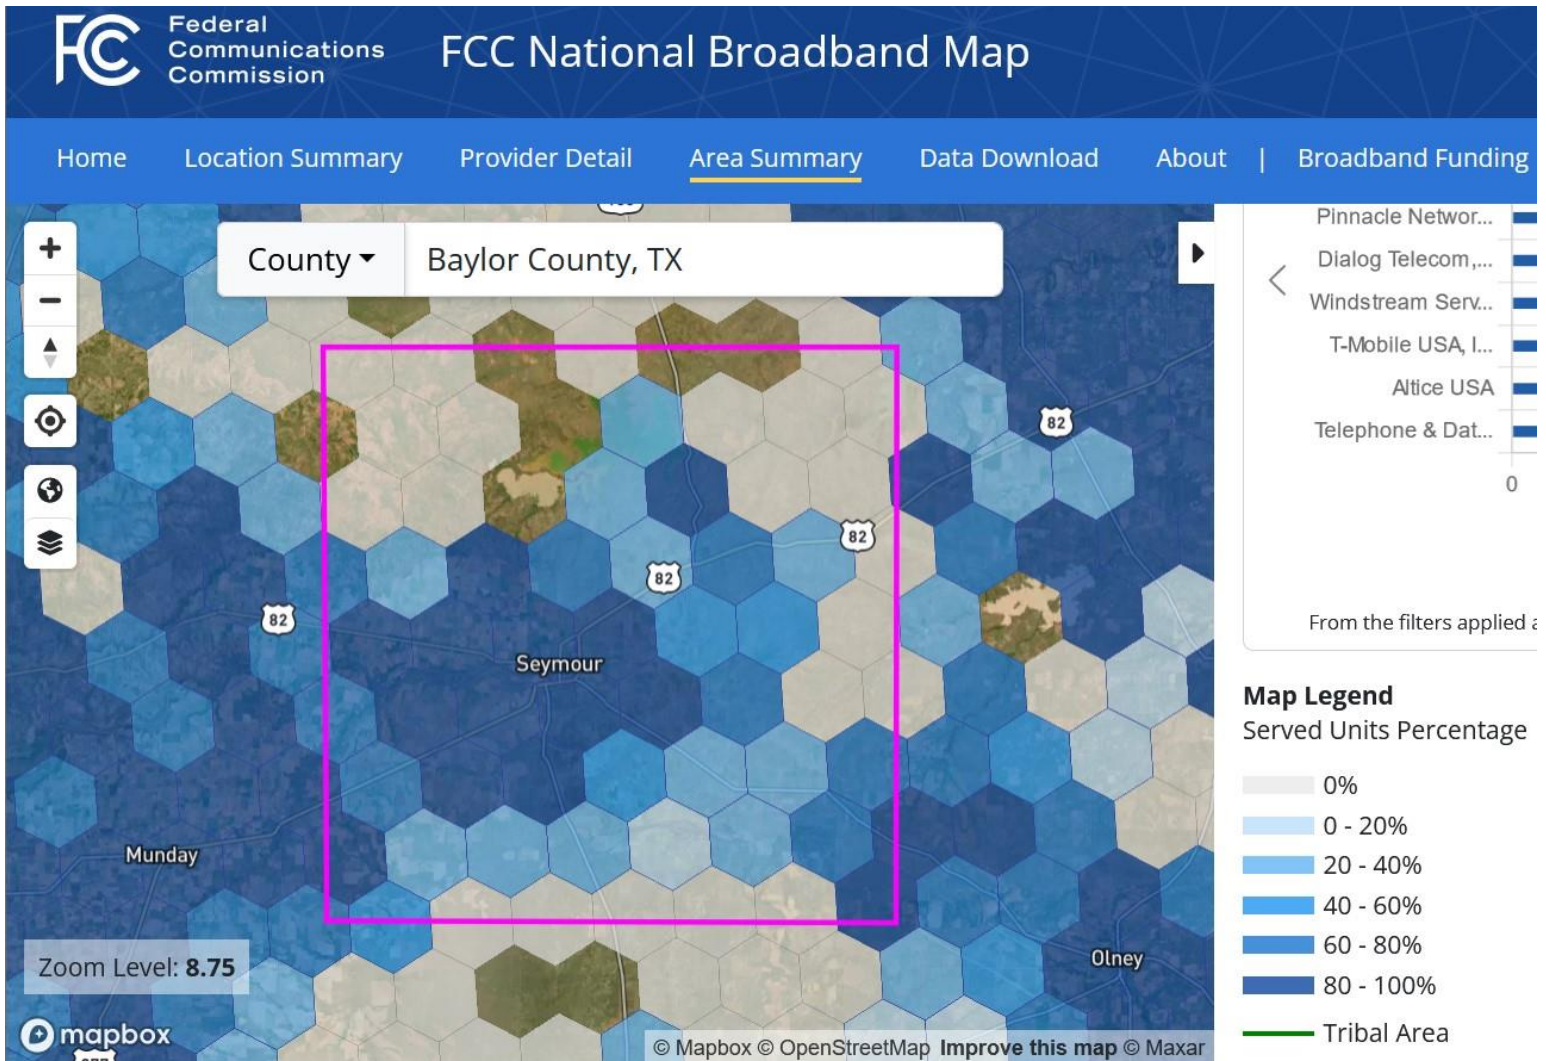 Federal
Communications
Commission
FCC National Broadband Map
Home Location Summary Provider Detail Area Summary Data Download About | Broadband Funding
County Baylor County, TX
Pinnacle Networ...
Dialog Telecom,...
Windstream Serv...
T-Mobile USA, I...
Altice USA
Telephone & Dat...
0
82
82
82
82
Seymour
Munday
Olney
From the filters applied
Map Legend
Served Units Percentage
0%
0 - 20%
20 - 40%
40 - 60%
60 - 80%
80 - 100%
Tribal Area
Zoom Level: 8.75
mapbox
© Mapbox © OpenStreetMap Improve this map © Maxar